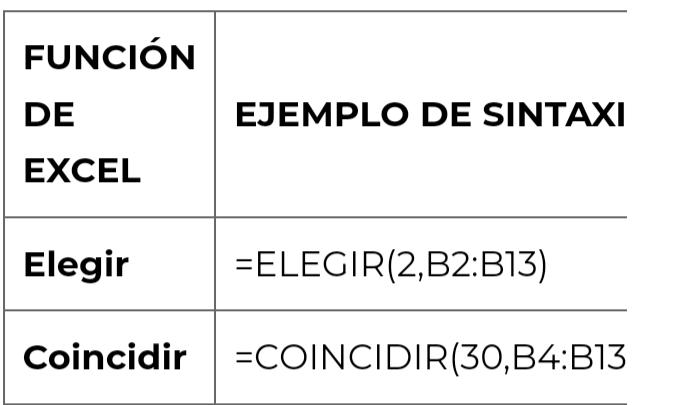 FUNCIÓN
DE
EXCEL
EJEMPLO DE SINTAXI
Elegir
=ELEGIR(2,B2:B13)
Coincidir
=COINCIDIR(30,B4:B13